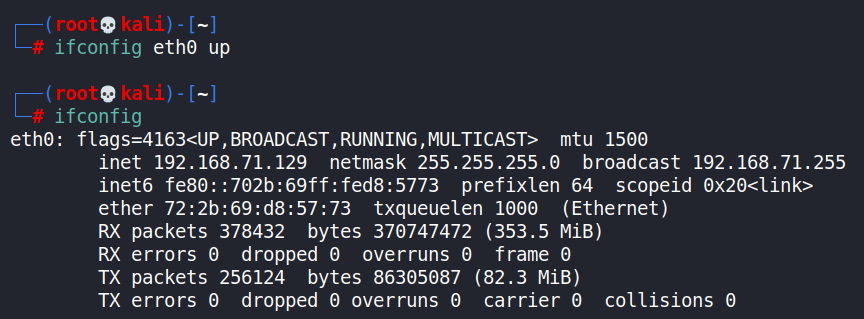 ┌──(root💀kali)-[~]
└─# ifconfig eth0 up
┌──(root💀kali)-[~]
└─# ifconfig
eth0: flags=4163<UP,BROADCAST,RUNNING,MULTICAST>  mtu 1500
        inet 192.168.71.129  netmask 255.255.255.0  broadcast 192.168.71.255
        inet6 fe80::702b:69ff:fed8:5773  prefixlen 64  scopeid 0x20<link>
        ether 72:2b:69:d8:57:73  txqueuelen 1000  (Ethernet)
        RX packets 378432  bytes 370747472 (353.5 MiB)
        RX errors 0  dropped 0  overruns 0  frame 0
        TX packets 256124  bytes 86305087 (82.3 MiB)
        TX errors 0  dropped 0 overruns 0  carrier 0  collisions 0